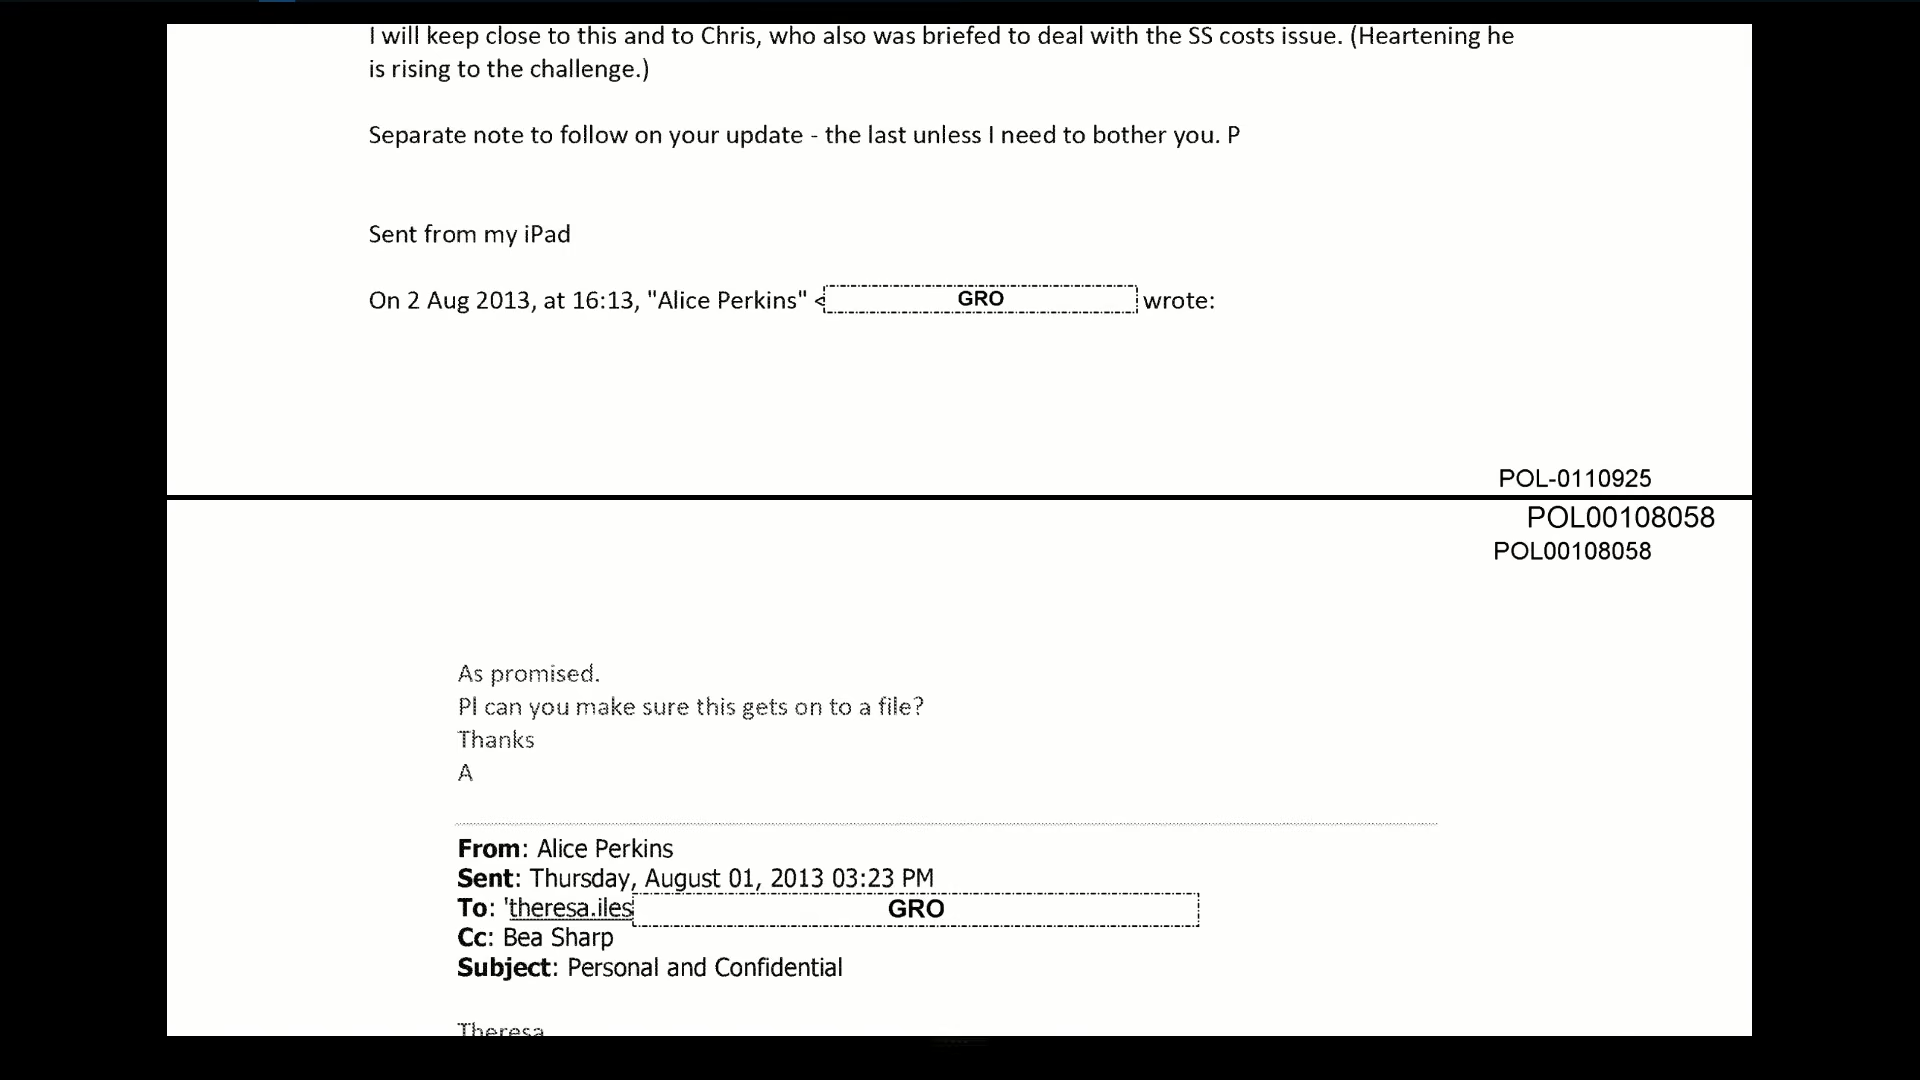 I will keep close to this and to Chris, who also was briefed to deal with the SS costs issue. (Heartening he
is rising to the challenge.)
Separate note to follow on your update - the last unless I need to bother you. P
Sent from my iPad
On 2 Aug 2013, at 16:13, "Alice Perkins" < GRO wrote:
POL-0110925
POL00108058
POL00108058
As promised.
Pl can you make sure this gets on to a file?
Thanks
A
From: Alice Perkins
Sent: Thursday, August 01, 2013 03:23 PM
To: 'theresa.iles GRO
Cc: Bea Sharp
Subject: Personal and Confidential
Theresa